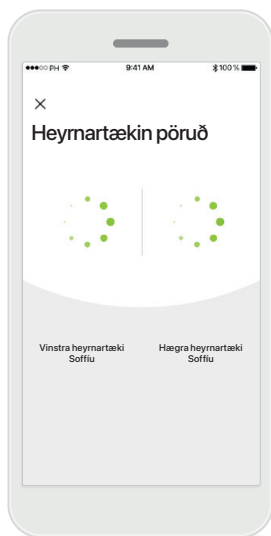 ●●●○○ PH 9:41 AM 100 %
Heyrnartækin pöruð
Vinstra heyrnartæki
Soffíu
Hægra heyrnartæki
Soffíu